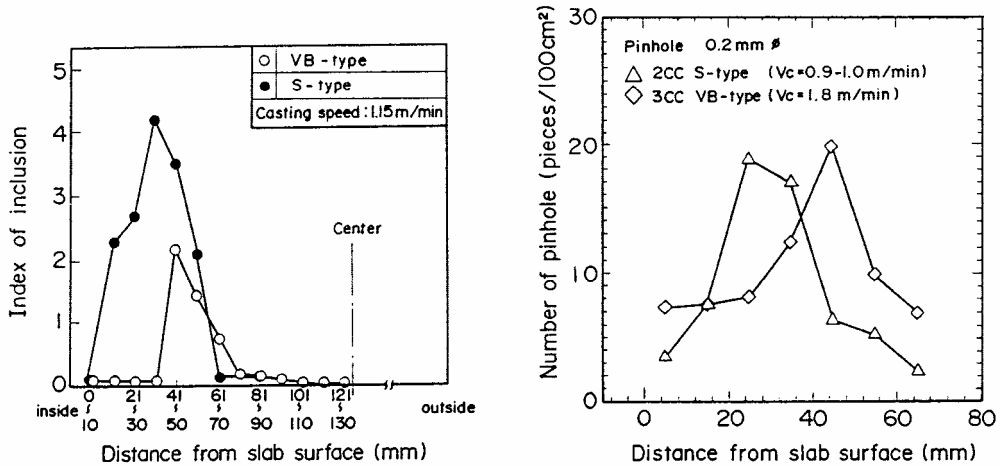 5
4
3
2
1
0
Index of inclusion
VB-type
S-type
Casting speed: 1.15 m/min
Center
inside
0 21 41 61 81 101 121
10 30 50 70 90 110 130
outside
Distance from slab surface (mm)
30
20
10
0
Number of pinhole (pieces/100cm²)
Pinhole 0.2mm ϕ
2CC S-type (Vc=0.9-1.0m/min)
3CC VB-type (Vc=1.8 m/min)
0 20 40 60 80
Distance from slab surface (mm)